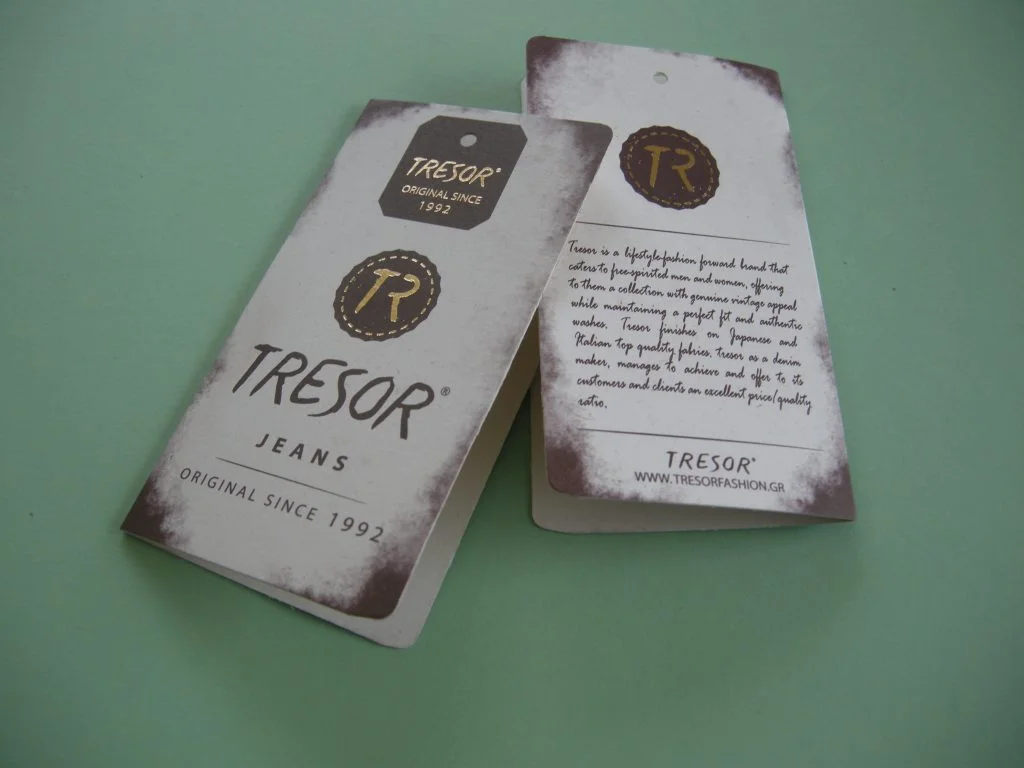 TRESOR®
ORIGINAL SINCE
1992
TR
TRESOR®
JEANS
ORIGINAL SINCE 1992
TR
Tresor is a lifestyle-fashion forward brand that
caters to free-spirited men and women, offering
to them a collection with genuine vintage appeal
while maintaining a perfect fit and authentic
washes. Tresor finishes on Japanese and
Italian top quality fabrics. Tresor as a denim
maker, manages to achieve and offer to its
customers and clients an excellent price/quality
ratio.
TRESOR®
WWW.TRESORFASHION.GR